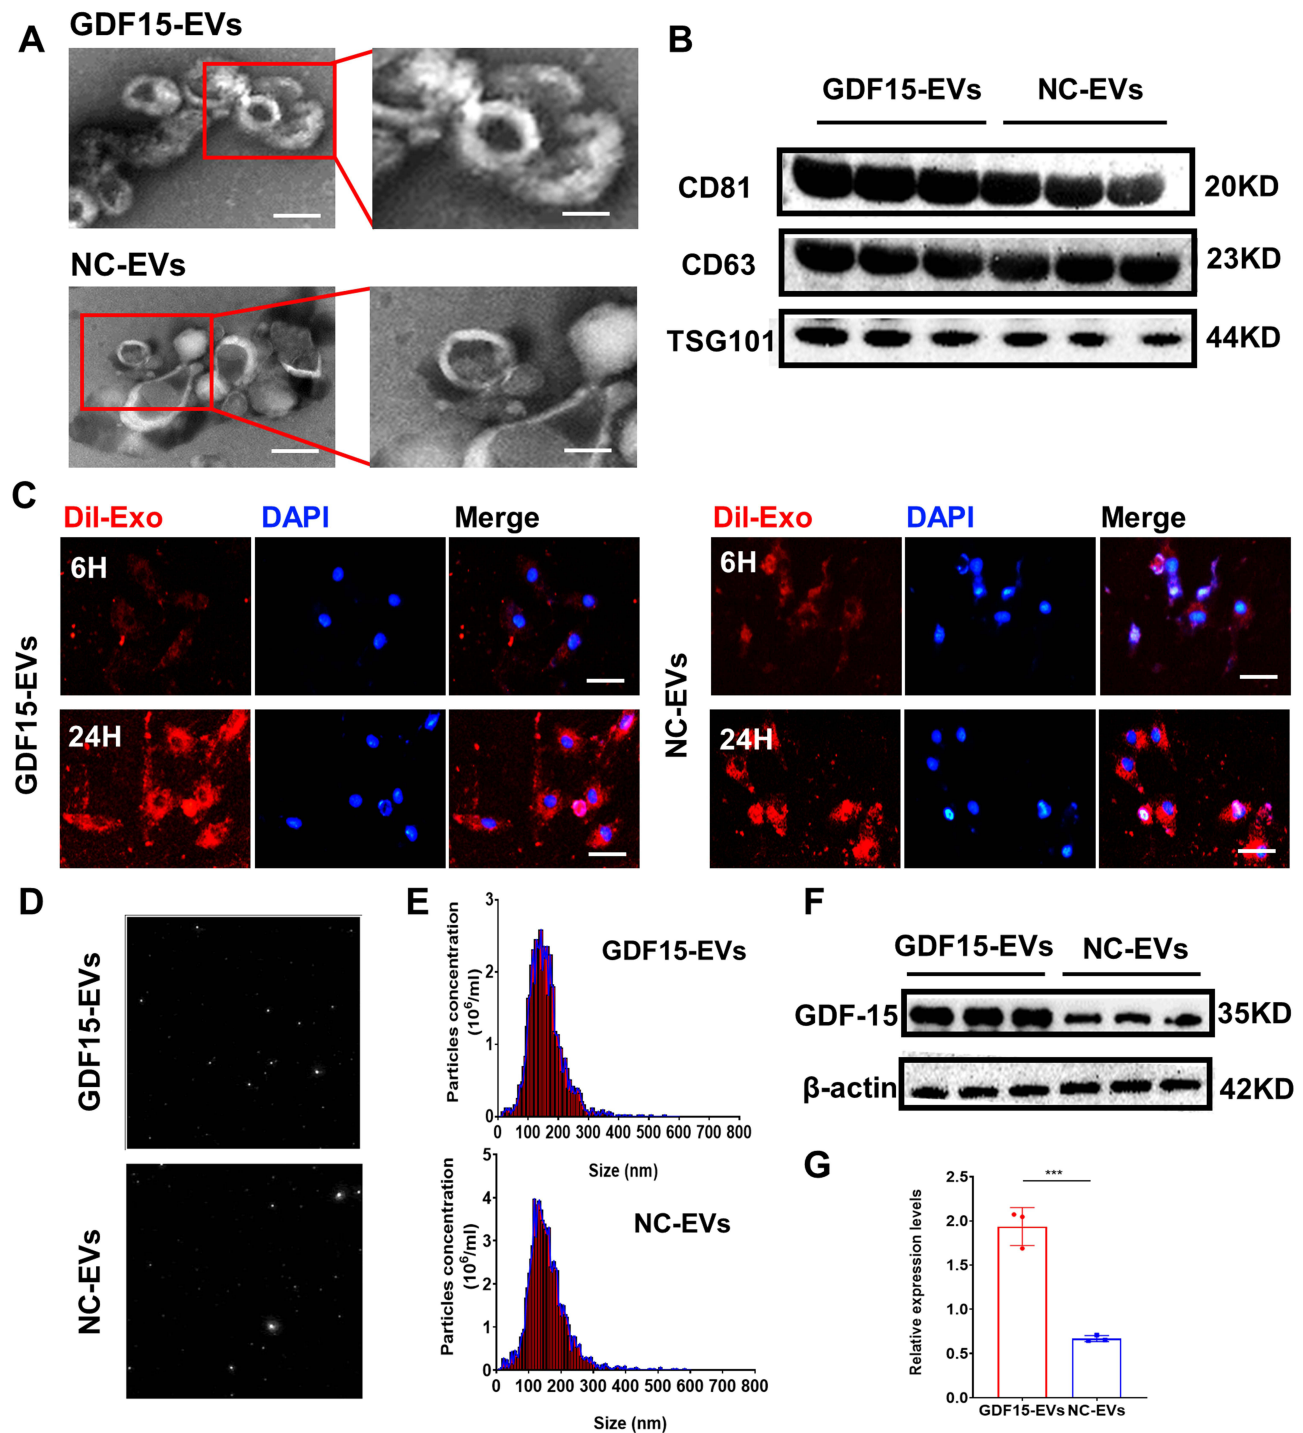 A
GDF15-EVs
NC-EVs
B
GDF15-EVs NC-EVs
CD81 20KD
CD63 23KD
TSG101 44KD
C
Dil-Exo DAPI Merge
GDF15-EVs
6H
24H
Dil-Exo DAPI Merge
NC-EVs
6H
24H
D
GDF15-EVs
NC-EVs
E
Particles concentration
(10⁶/ml)
GDF15-EVs
3
2
1
0
0 100 200 300 400 500 600 700 800
Size (nm)
Particles concentration
(10⁶/ml)
NC-EVs
5
4
3
2
1
0
0 100 200 300 400 500 600 700 800
Size (nm)
F
GDF15-EVs NC-EVs
GDF-15 35KD
β-actin 42KD
G
Relative expression levels
2.5
2.0
1.5
1.0
0.5
0.0
***
GDF15-EVs NC-EVs